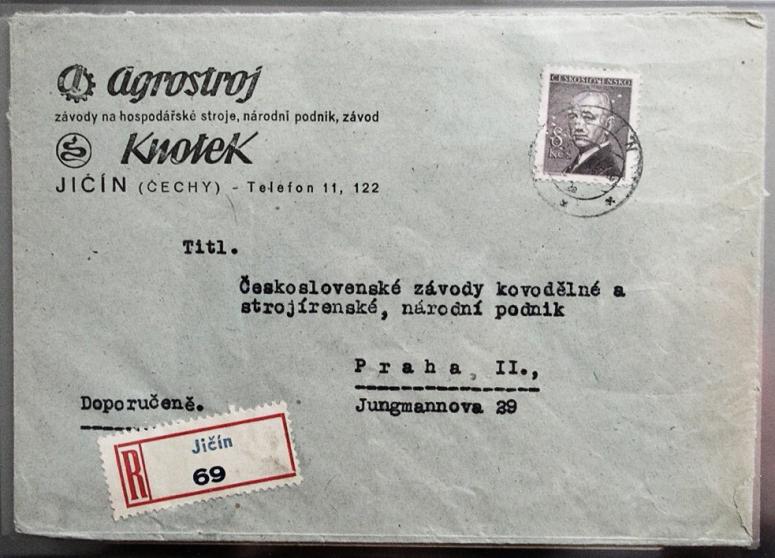 agrostroj
závody na hospodářské stroje, národní podnik, závod
Knotek
JIČÍN (ČECHY) - Telefon 11, 122
ČESKOSLOVENSKO
8
Kčs
Titl.
Československé závody kovodělné a
strojírenské, národní podnik
Praha, II.,
Jungmannova 29
Doporučeně.
R
Jičín
69